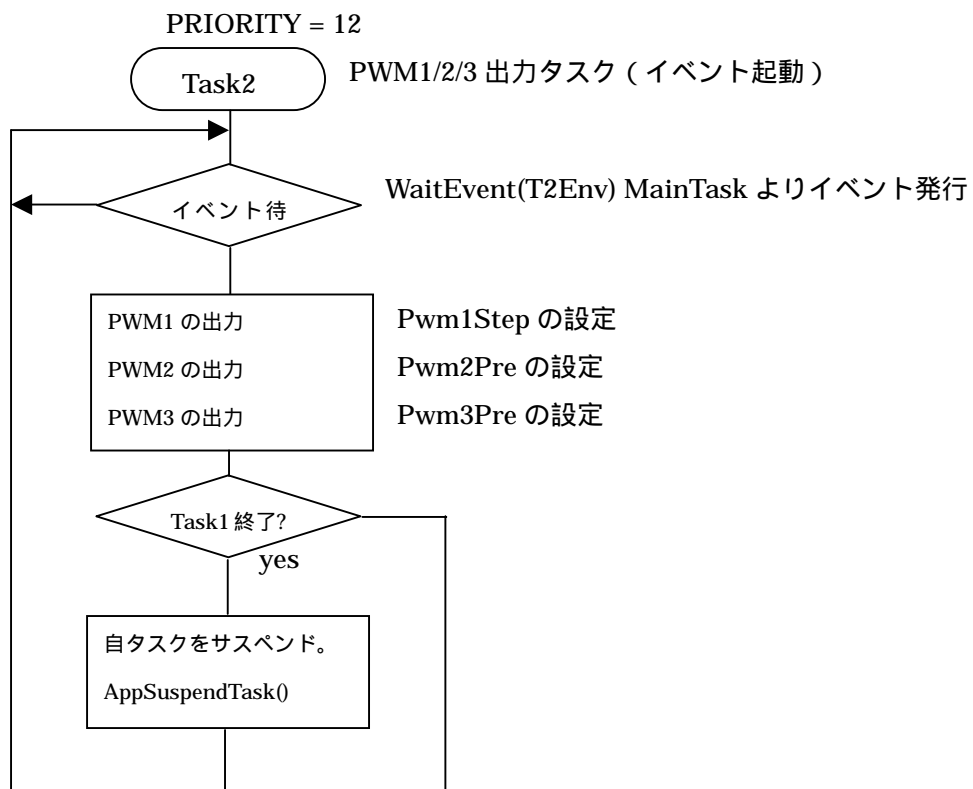 PRIORITY = 12
Task2
PWM1/2/3 出力タスク（イベント起動）
イベント待
WaitEvent(T2Env) MainTask よりイベント発行
PWM1 の出力
Pwm1Step の設定
PWM2 の出力
Pwm2Pre の設定
PWM3 の出力
Pwm3Pre の設定
Task1 終了?
yes
自タスクをサスペンド。
AppSuspendTask()